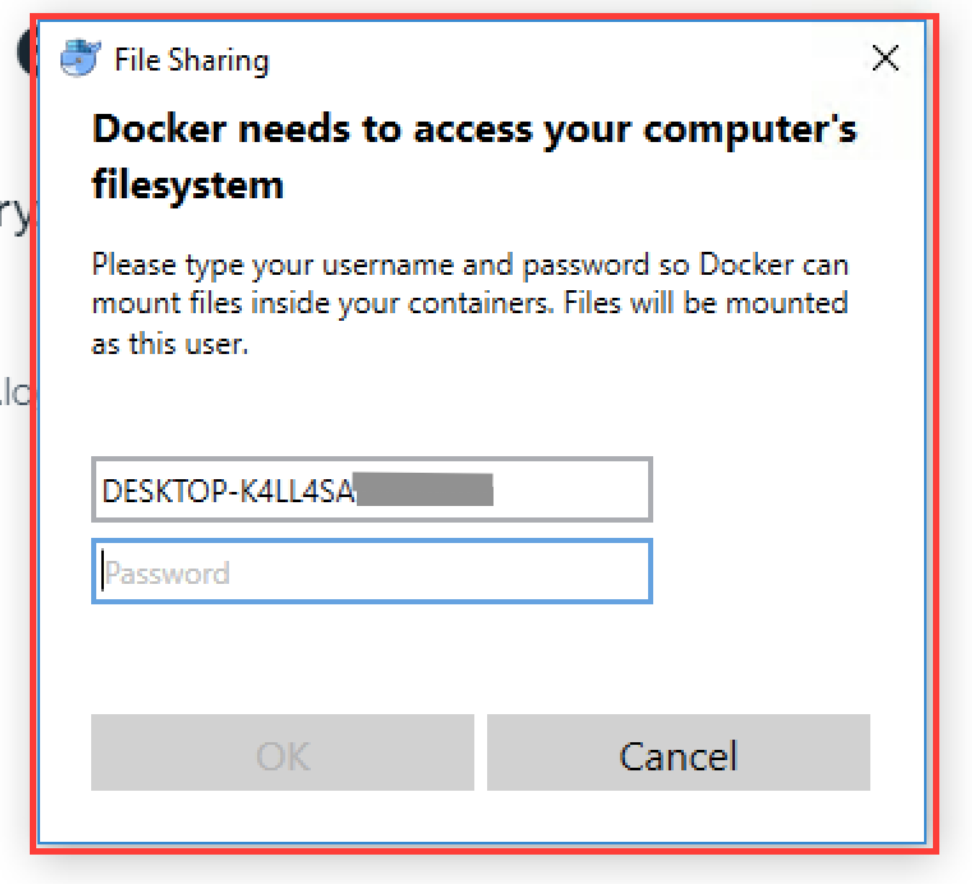 File Sharing
Docker needs to access your computer's
filesystem
Please type your username and password so Docker can
mount files inside your containers. Files will be mounted
as this user.
DESKTOP-K4LL4SA
Password
OK
Cancel